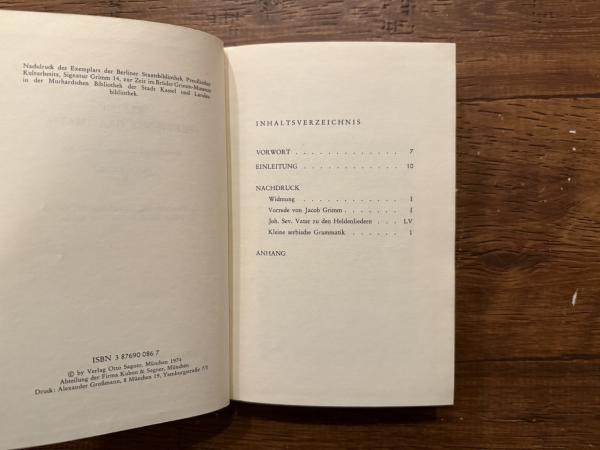 Nachdruck des Exemplars der Berliner Staatsbibliothek Preußischer
Kulturbesitz, Signatur Grimm 14, zur Zeit im Brüder-Grimm-Museum
in der Murhardschen Bibliothek der Stadt Kassel und Landes-
bibliothek.
ISBN 3 87690 086 7
© by Verlag Otto Sagner, München 1974
Abteilung der Firma Kubon & Sagner, München
Druck: Alexander Großmann, 8 München 19, Ysenburgstraße 7/I
INHALTSVERZEICHNIS
VORWORT . . . . . . . . . . . . . 7
EINLEITUNG . . . . . . . . . . . . 10
NACHDRUCK
Widmung . . . . . . . . . . . . I
Vorrede von Jacob Grimm . . . . . . . I
Joh. Sev. Vater zu den Heldenliedern . . . LV
Kleine serbische Grammatik . . . . . . 1
ANHANG